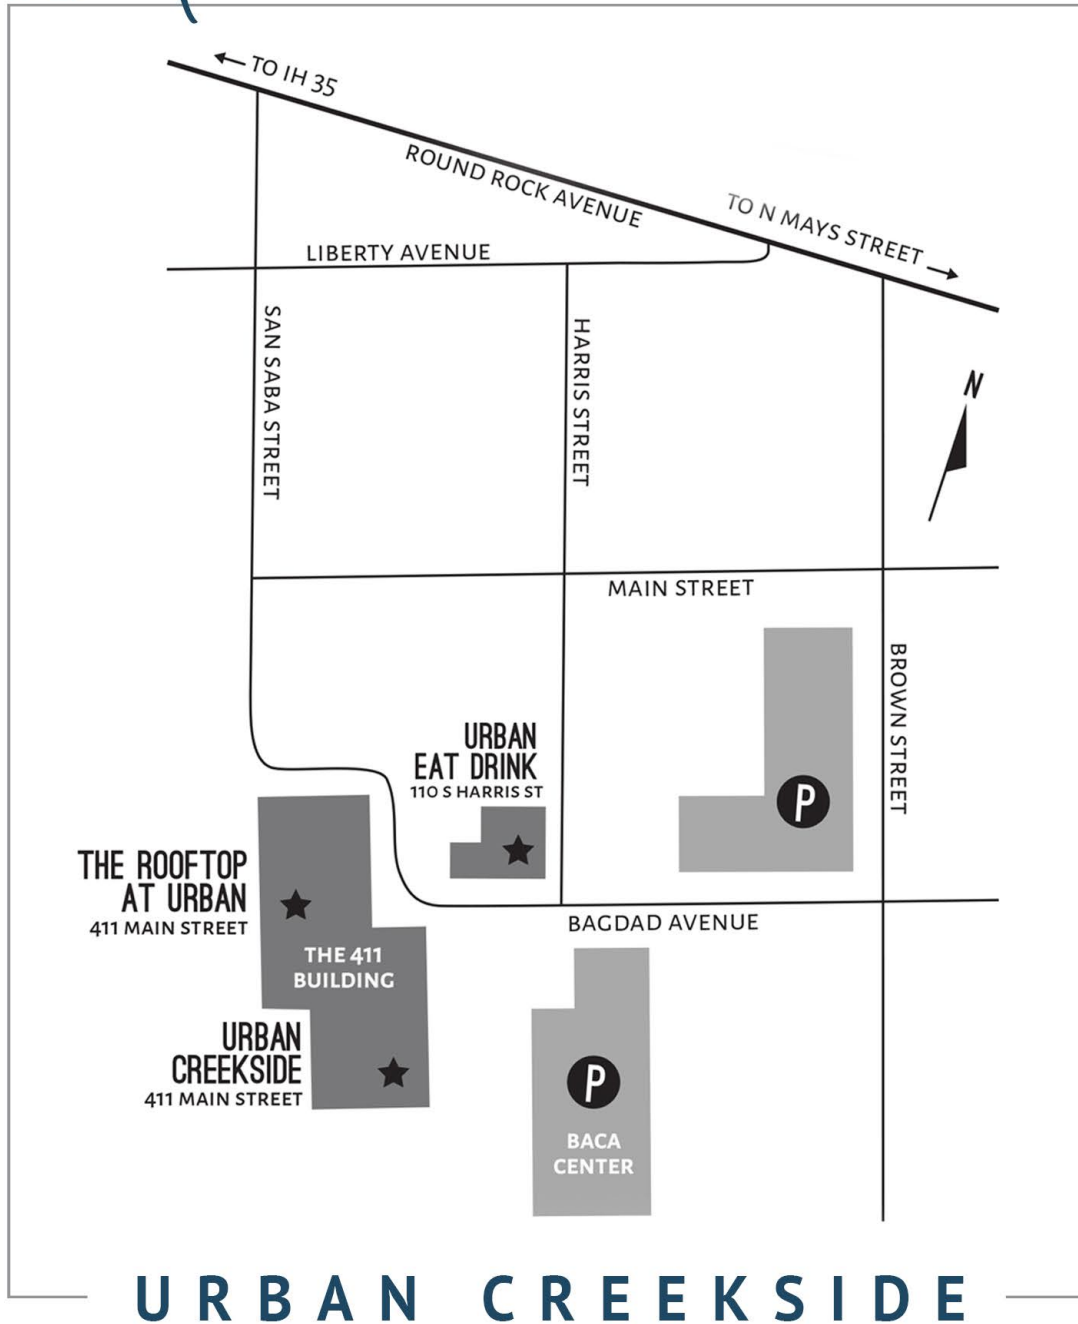 TO IH 35
ROUND ROCK AVENUE
TO N MAYS STREET
LIBERTY AVENUE
SAN SABA STREET
HARRIS STREET
N
MAIN STREET
BROWN STREET
URBAN
EAT DRINK
110 S HARRIS ST
P
THE ROOFTOP
AT URBAN
411 MAIN STREET
BAGDAD AVENUE
THE 411
BUILDING
URBAN
CREEKSIDE
411 MAIN STREET
P
BACA
CENTER
URBAN CREEKSIDE